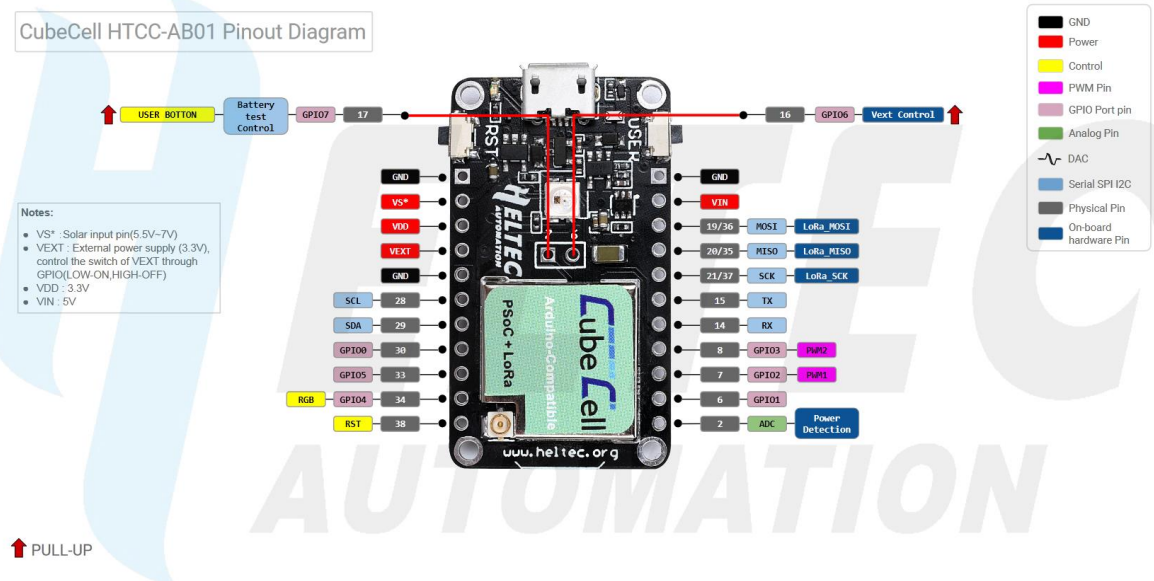 CubeCell HTCC-AB01 Pinout Diagram
GND
Power
Control
PWM Pin
GPIO Port pin
Analog Pin
DAC
Serial SPI I2C
Physical Pin
On-board
hardware Pin
USER BOTTON
Battery
test
Control
GPIO7
17
16
GPIO6
Vext Control
RST
USER
GND
VS*
VDD
VEXT
GND
SCL 28
SDA 29
GPIO0 30
GPIO5 33
RGB GPIO4 34
RST 38
GND
VIN
19/36 MOSI LoRa_MOSI
20/35 MISO LoRa_MISO
21/37 SCK LoRa_SCK
15 TX
14 RX
8 GPIO3 PWM2
7 GPIO2 PWM1
6 GPIO1
2 ADC Power
Detection
HELTEC
AUTOMATION
CubeCell
Arduino-Compatible
PSoC + LoRa
www.heltec.org
Notes:
VS* : Solar input pin(5.5V~7V)
VEXT : External power supply (3.3V),
control the switch of VEXT through
GPIO(LOW-ON,HIGH-OFF)
VDD : 3.3V
VIN : 5V
PULL-UP
HELTEC
AUTOMATION